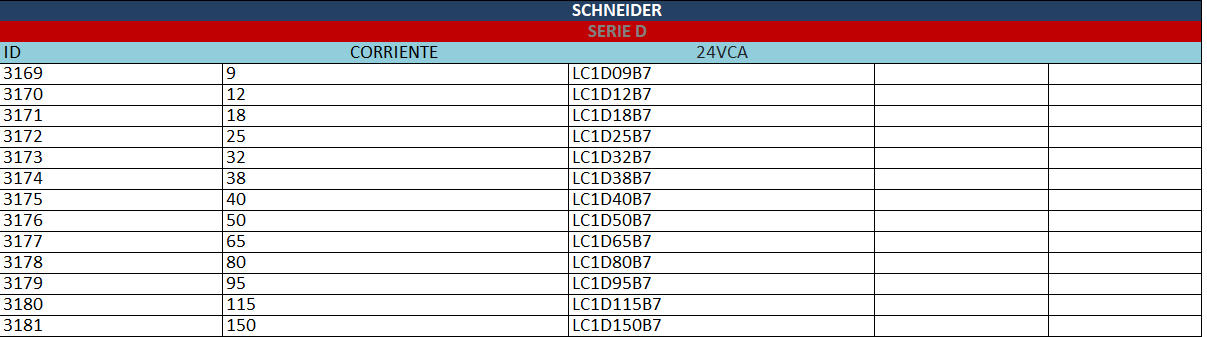 SCHNEIDER
SERIE D
ID CORRIENTE 24VCA
3169 9 LC1D09B7
3170 12 LC1D12B7
3171 18 LC1D18B7
3172 25 LC1D25B7
3173 32 LC1D32B7
3174 38 LC1D38B7
3175 40 LC1D40B7
3176 50 LC1D50B7
3177 65 LC1D65B7
3178 80 LC1D80B7
3179 95 LC1D95B7
3180 115 LC1D115B7
3181 150 LC1D150B7